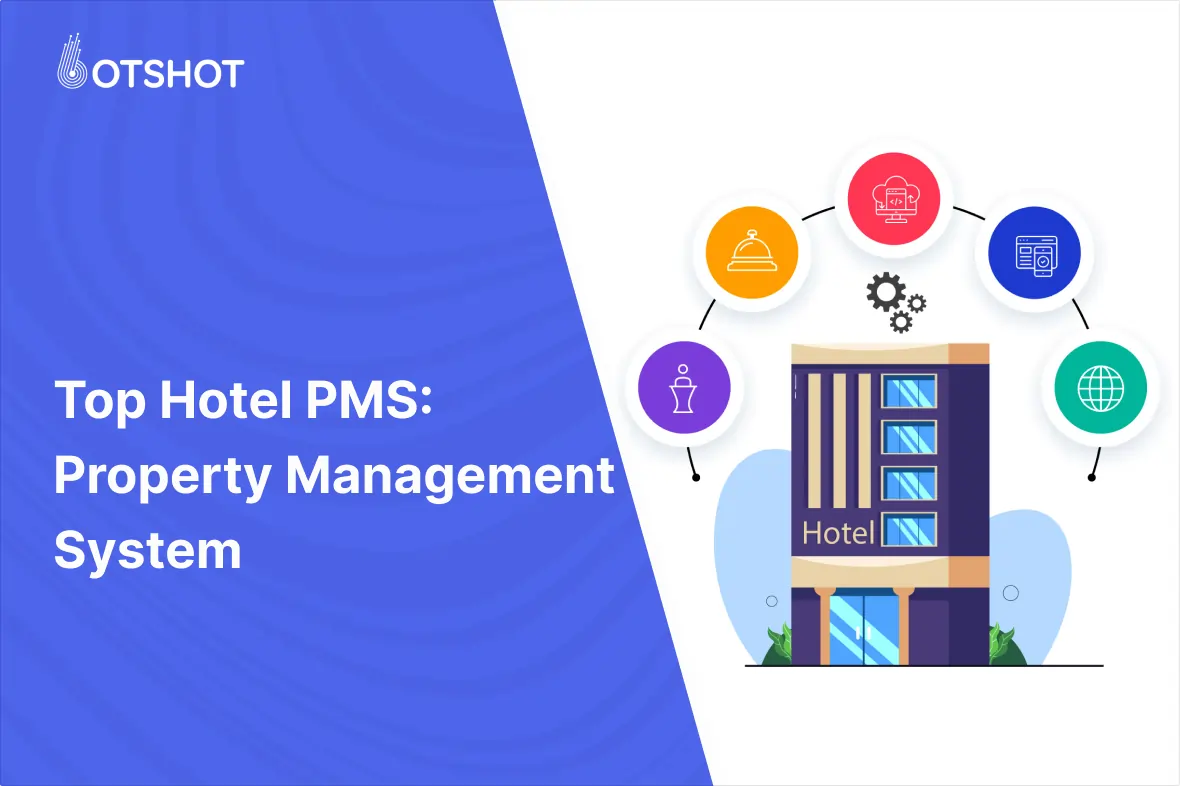 BOTSHOT
Top Hotel PMS:
Property Management
System
</>
Hotel